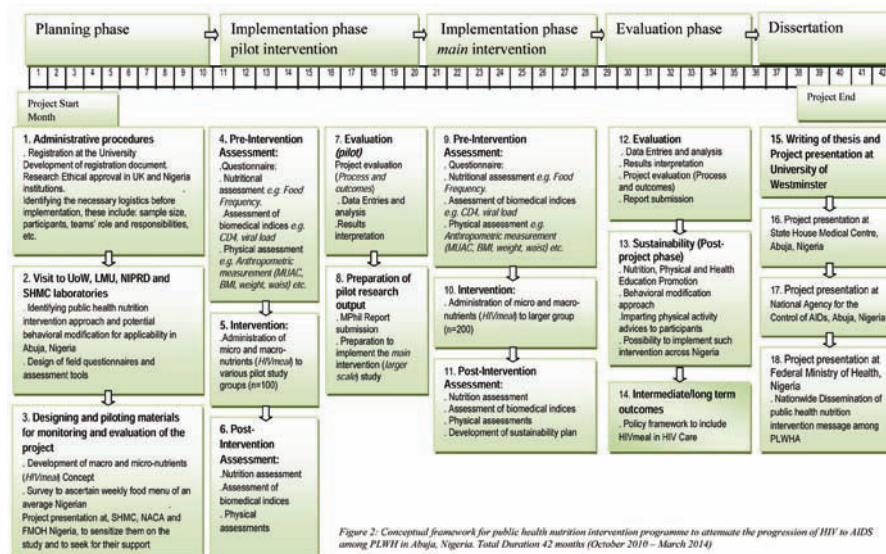 Planning phase
Implementation phase
pilot intervention
Implementation phase
main intervention
Evaluation phase
Dissertation
1 2 3 4 5 6 7 8 9 10 11 12 13 14 15 16 17 18 19 20 21 22 23 24 25 26 27 28 29 30 31 32 33 34 35 36 37 38 39 40 41 42
Project Start
Month
Project End
1. Administrative procedures
. Registration at the University
Development of registration document.
Research Ethical approval in UK and Nigeria
institutions.
Identifying the necessary logistics before
implementation, these include: sample size,
participants, teams' role and responsibilities,
etc.
2. Visit to UoW, LMU, NIPRD and
SHMC laboratories
. Identifying public health nutrition
intervention approach and potential
behavioral modification for applicability in
Abuja, Nigeria
. Design of field questionnaires and
assessment tools
3. Designing and piloting materials
for monitoring and evaluation of the
project
. Development of macro and micro-nutrients
(HIVmeal) Concept
. Survey to ascertain weekly food menu of an
average Nigerian
Project presentation at, SHMC, NACA and
FMOH Nigeria, to sensitize them on the
study and to seek for their support
4. Pre-Intervention
Assessment:
.Questionnaire:
. Nutritional
assessment e.g. Food
Frequency.
. Assessment of
biomedical indices e.g.
CD4, viral load
. Physical assessment
e.g. Anthropometric
measurement (MUAC,
BMI, weight, waist) etc.
5. Intervention:
.Administration of
micro and macro-
nutrients (HIVmeal) to
various pilot study
groups (n=100)
6. Post-
Intervention
Assessment:
.Nutrition assessment
.Assessment of
biomedical indices
. Physical
assessments
7. Evaluation
(pilot)
Project evaluation
(Process and
outcomes)
. Data Entries and
analysis
.Results
interpretation
8. Preparation of
pilot research
output
. MPhil Report
submission
. Preparation to
implement the main
intervention (larger
scale) study
9. Pre-Intervention
Assessment:
. Questionnaire:
. Nutritional assessment e.g. Food
Frequency.
. Assessment of biomedical indices
e.g. CD4, viral load
. Physical assessment e.g.
Anthropometric measurement
(MUAC, BMI, weight, waist) etc.
10. Intervention:
. Administration of micro and macro-
nutrients (HIVmeal) to larger group
(n=200)
11. Post-Intervention
Assessment:
. Nutrition assessment
. Assessment of biomedical indices
. Physical assessments
. Development of sustainability plan
12. Evaluation
. Data Entries and analysis
. Results interpretation
. Project evaluation (Process
and outcomes)
. Report submission
13. Sustainability (Post-
project phase)
. Nutrition, Physical and Health
Education Promotion
. Behavioral modification
approach
. Imparting physical activity
advices to participants
. Possibility to implement such
intervention across Nigeria
14. Intermediate/long term
outcomes
. Policy framework to include
HIVmeal in HIV Care
15. Writing of thesis and
Project presentation at
University of
Westminster
16. Project presentation at
State House Medical Centre,
Abuja, Nigeria
17. Project presentation at
National Agency for the
Control of AIDs, Abuja, Nigeria
18. Project presentation at
Federal Ministry of Health,
Nigeria
. Nationwide Dissemination of
public health nutrition
intervention message among
PLWHA
Figure 2: Conceptual framework for public health nutrition intervention programme to attenuate the progression of HIV to AIDS
among PLWH in Abuja, Nigeria. Total Duration 42 months (October 2010 – March 2014)